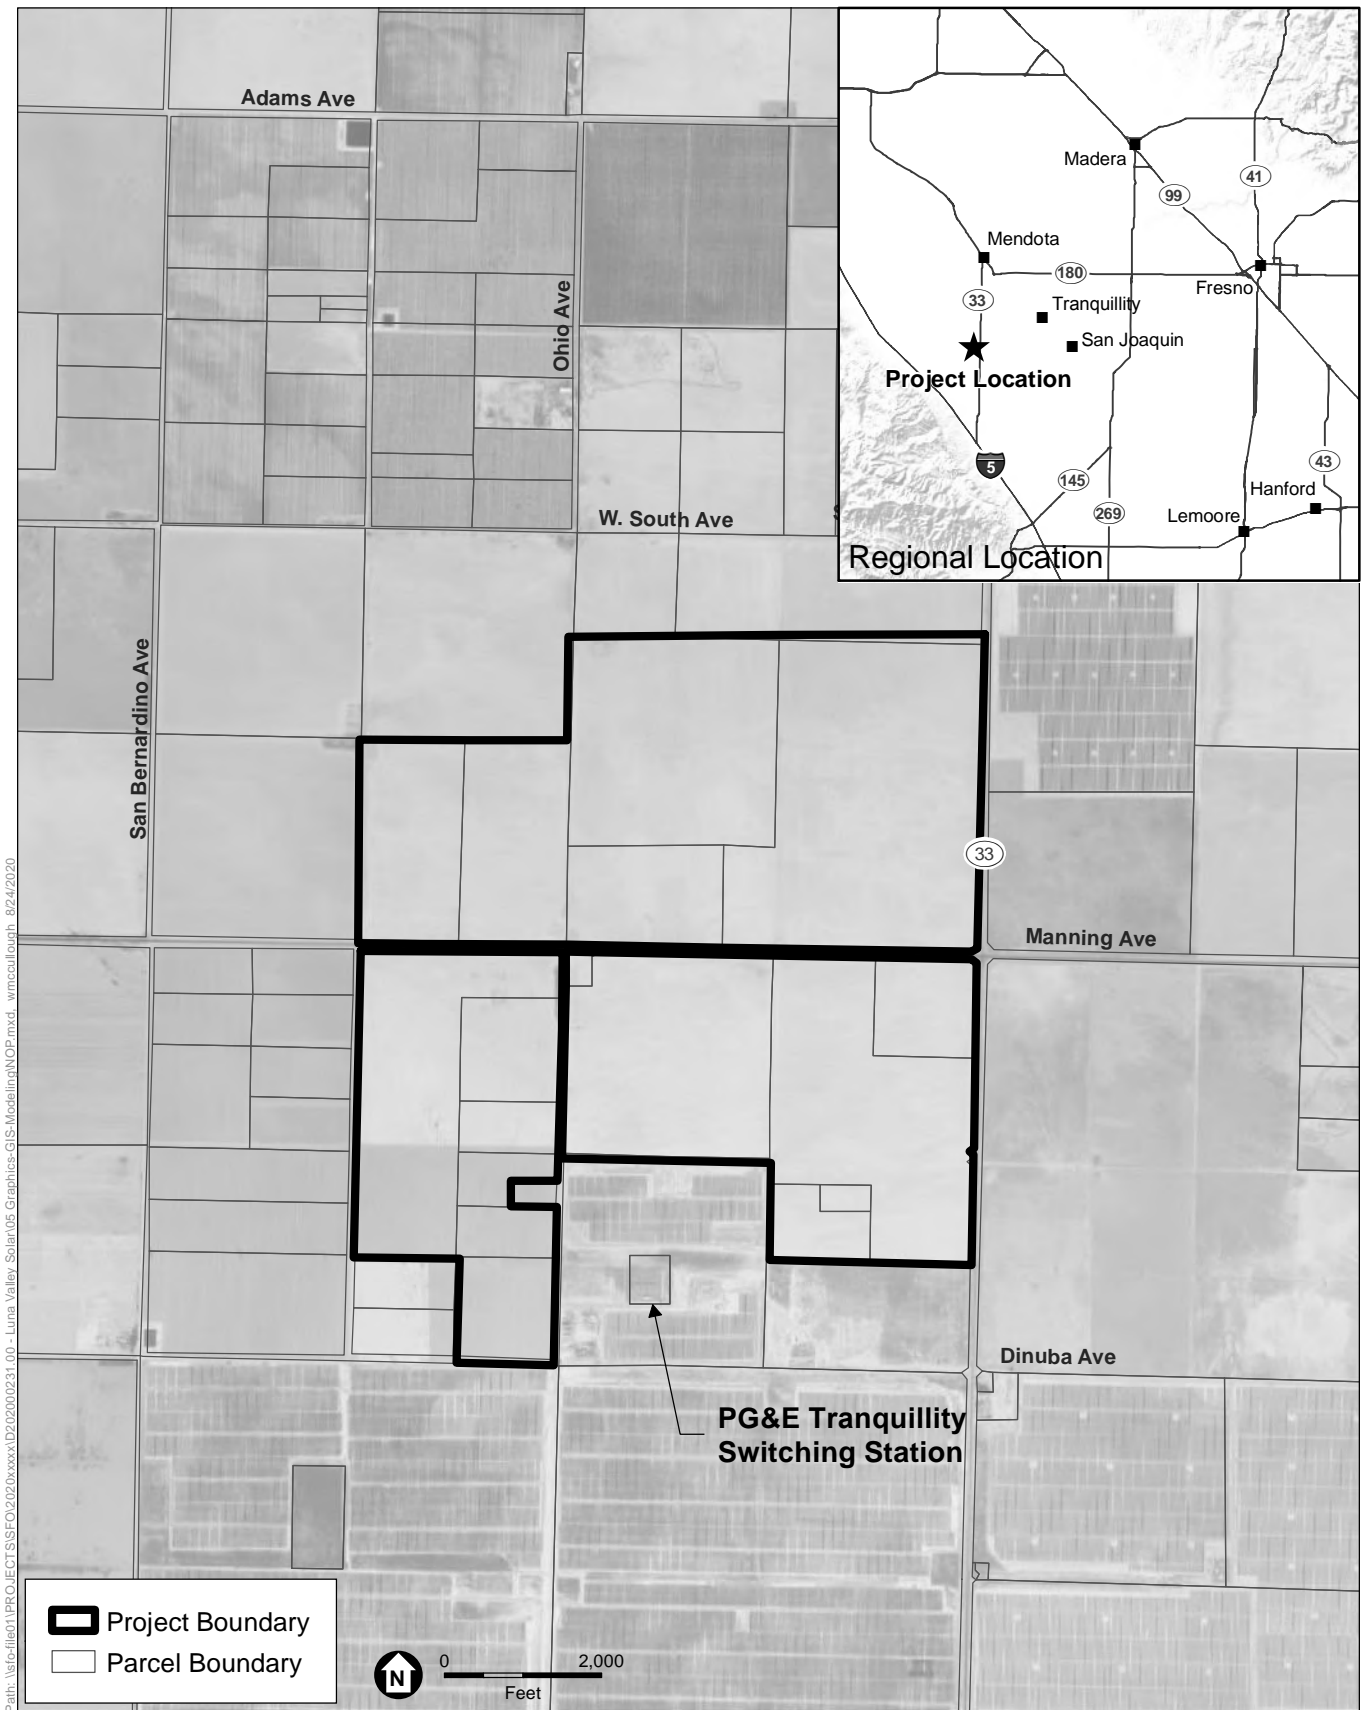 Adams Ave
Ohio Ave
W. South Ave
San Bernardino Ave
33
Manning Ave
Dinuba Ave
PG&E Tranquillity
Switching Station
Madera
99
41
Mendota
180
Fresno
33
Tranquillity
San Joaquin
Project Location
5
145
43
Hanford
269
Lemoore
Regional Location
Project Boundary
Parcel Boundary
N
0 2,000
Feet
Path: \\sfo-file01\PROJECTS\SFO\2020xxxx\D202000231.00 - Luna Valley Solar\05 Graphics-GIS-Modeling\NOP.mxd, wmccullough 8/24/2020